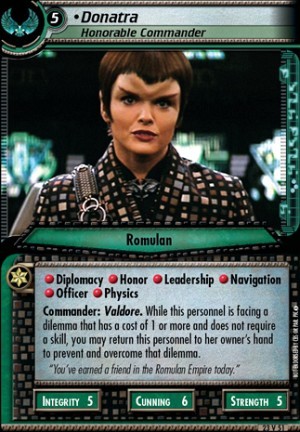 5
• Donatra
Honorable Commander
Romulan
Diplomacy Honor Leadership Navigation
Officer Physics
Commander: Valdore. While this personnel is facing a
dilemma that has a cost of 1 or more and does not require
a skill, you may return this personnel to her owner's hand
to prevent and overcome that dilemma.
"You've earned a friend in the Romulan Empire today."
INTEGRITY 5 CUNNING 6 STRENGTH 5